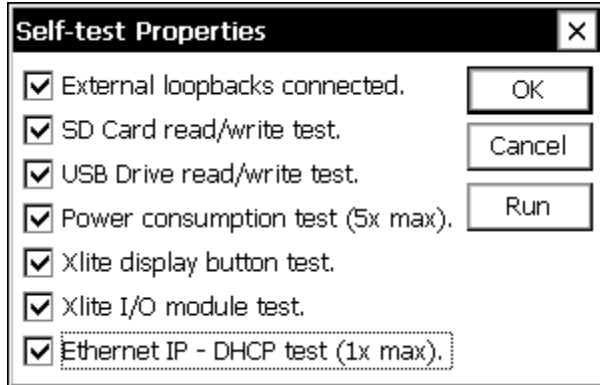 Self-test Properties
External loopbacks connected.
OK
SD Card read/write test.
Cancel
USB Drive read/write test.
Power consumption test (5x max).
Run
Xlite display button test.
Xlite I/O module test.
Ethernet IP - DHCP test (1x max).